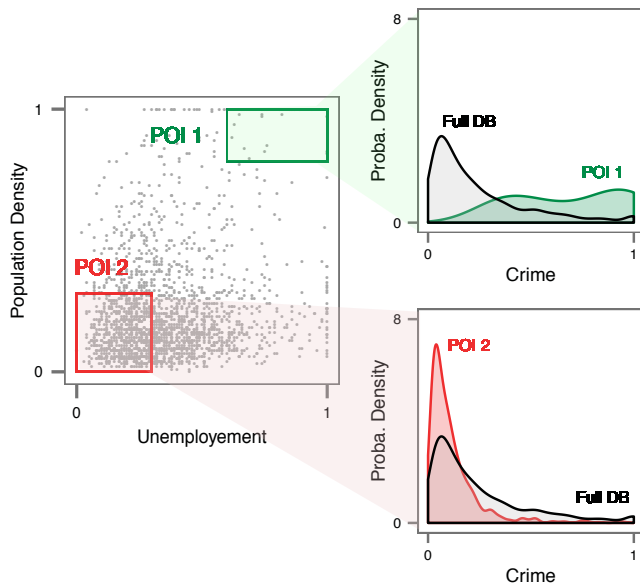 Population Density
1
0
POI 1
POI 2
0
1
Unemployement
Proba. Density
8
0
Full DB
POI 1
0
1
Crime
Proba. Density
8
0
POI 2
Full DB
0
1
Crime